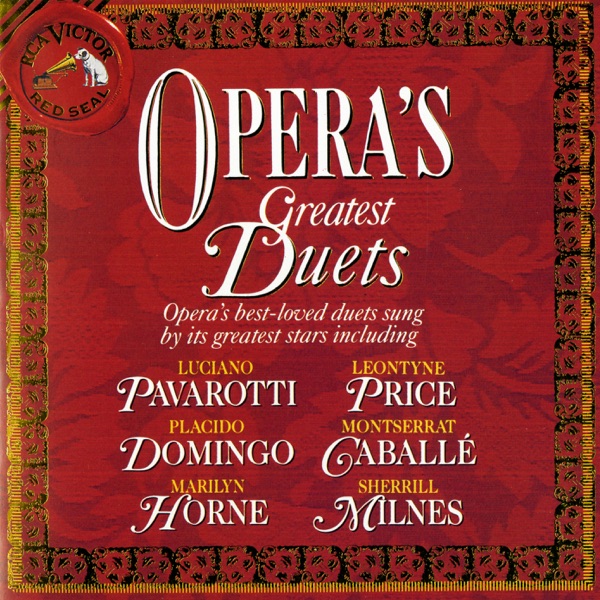 RCA VICTOR
RED SEAL
OPERA'S
Greatest
Duets
Opera's best-loved duets sung
by its greatest stars including
LUCIANO
PAVAROTTI
LEONTYNE
PRICE
PLACIDO
DOMINGO
MONTSERRAT
CABALLÉ
MARILYN
HORNE
SHERRILL
MILNES